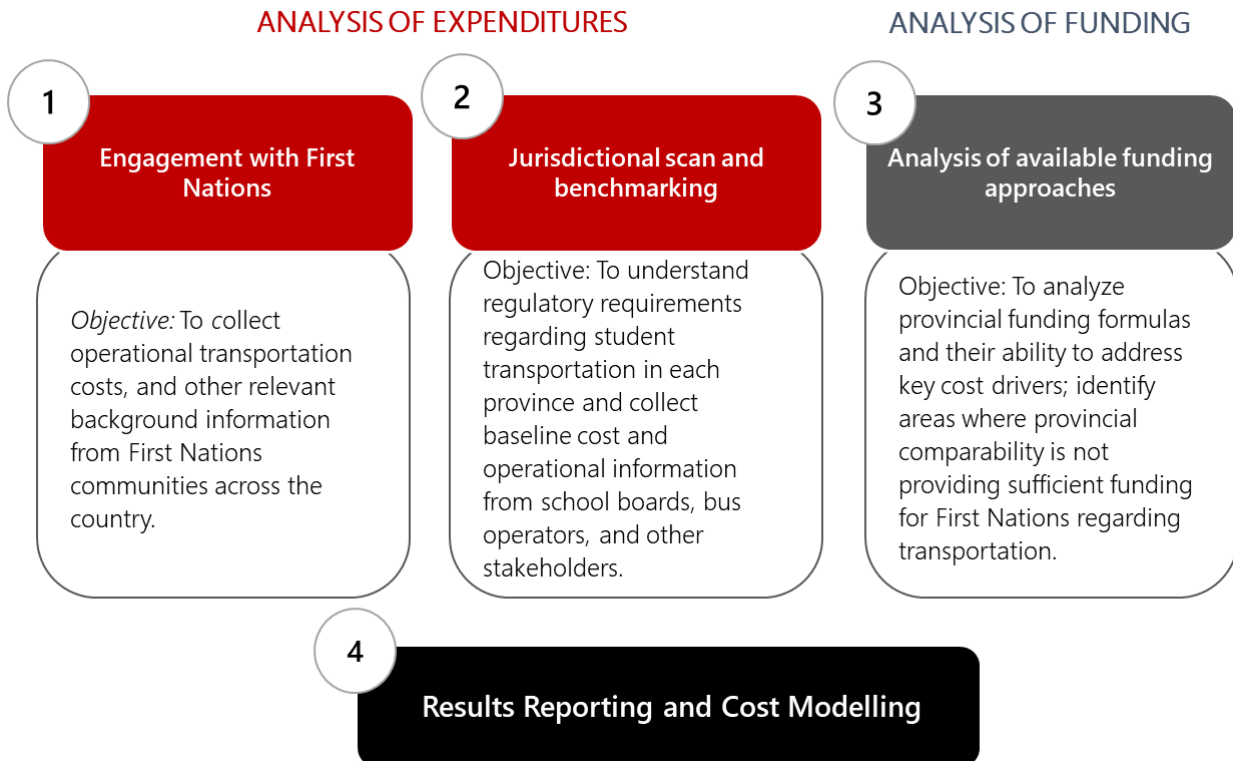 ANALYSIS OF EXPENDITURES
ANALYSIS OF FUNDING
1
Engagement with First
Nations
Objective: To collect
operational transportation
costs, and other relevant
background information
from First Nations
communities across the
country.
2
Jurisdictional scan and
benchmarking
Objective: To understand
regulatory requirements
regarding student
transportation in each
province and collect
baseline cost and
operational information
from school boards, bus
operators, and other
stakeholders.
3
Analysis of available funding
approaches
Objective: To analyze
provincial funding formulas
and their ability to address
key cost drivers; identify
areas where provincial
comparability is not
providing sufficient funding
for First Nations regarding
transportation.
4
Results Reporting and Cost Modelling